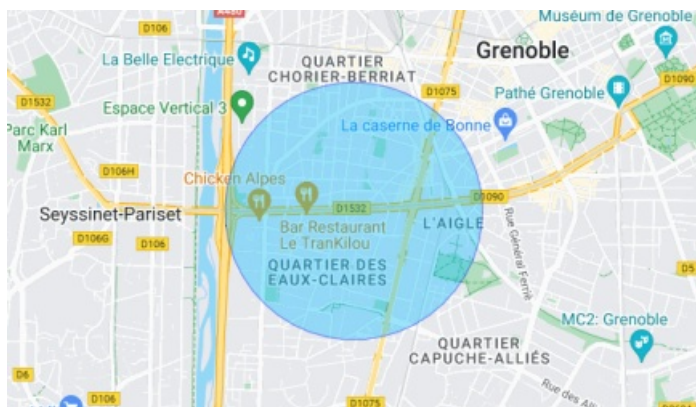 A480
D106
Muséum de Grenoble
La Belle Electrique
Grenoble
QUARTIER
CHORIER-BERRIAT
D1090
D1532
D1075
Pathé Grenoble
Espace Vertical 3
Parc Karl
Marx
La caserne de Bonne
D106H
Chicken Alpes
D1090
Seyssinet-Pariset
D1532
Bar Restaurant
Le TranKilou
L'AIGLE
Rue Général Ferrié
D106G
D106
QUARTIER DES
EAUX-CLAIRES
D5
MC2: Grenoble
QUARTIER
CAPUCHE-ALLIÉS
D6
D106
D1075
Rue des Al